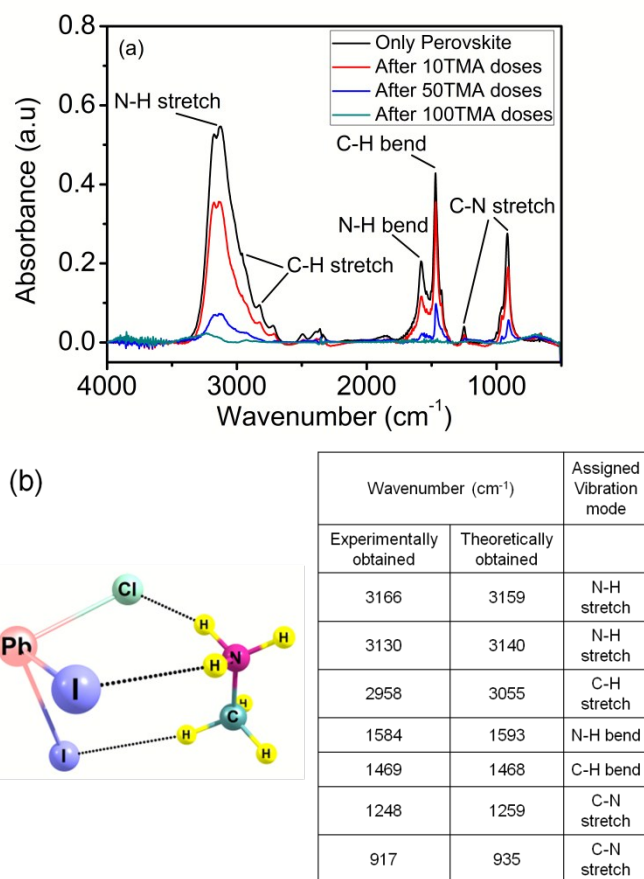 (a)
Only Perovskite
After 10TMA doses
After 50TMA doses
After 100TMA doses
N-H stretch
C-H bend
N-H bend
C-N stretch
C-H stretch
Absorbance (a.u)
0.8
0.6
0.4
0.2
0.0
4000 3000 2000 1000
Wavenumber (cm⁻¹)
(b)
Cl
Pb
I
I
H
H
H
N
H
C
H
H
Wavenumber (cm⁻¹) Assigned Vibration mode
Experimentally obtained Theoretically obtained
3166 3159 N-H stretch
3130 3140 N-H stretch
2958 3055 C-H stretch
1584 1593 N-H bend
1469 1468 C-H bend
1248 1259 C-N stretch
917 935 C-N stretch